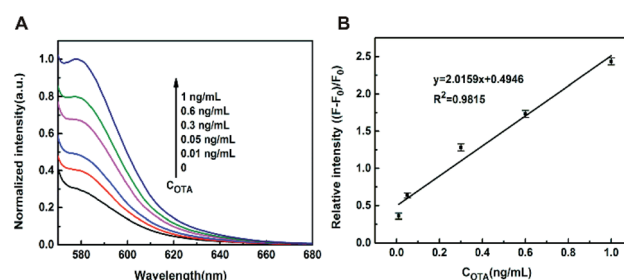 A
Normalized intensity(a.u.)
1.0
0.8
0.6
0.4
0.2
0.0
1 ng/mL
0.6 ng/mL
0.3 ng/mL
0.05 ng/mL
0.01 ng/mL
0
COTA
580 600 620 640 660 680
Wavelength(nm)
B
Relative intensity ((F-F0)/F0)
2.5
2.0
1.5
1.0
0.5
0.0
y=2.0159x+0.4946
R2=0.9815
0.0 0.2 0.4 0.6 0.8 1.0
COTA(ng/mL)